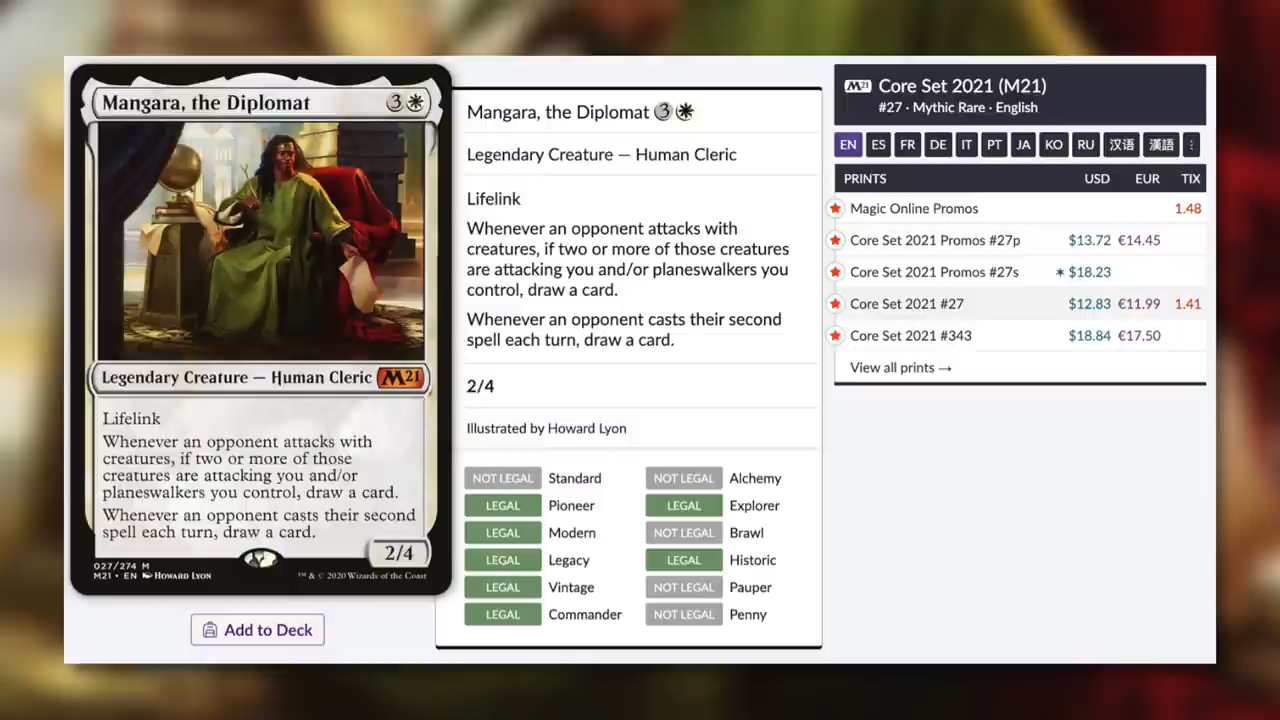 Mangara, the Diplomat 3
Legendary Creature — Human Cleric M21
Lifelink
Whenever an opponent attacks with
creatures, if two or more of those
creatures are attacking you and/or
planeswalkers you control, draw a card.
Whenever an opponent casts their second
spell each turn, draw a card.
2/4
027/274 M
M21 • EN Howard Lyon
™ & © 2020 Wizards of the Coast
Add to Deck
Mangara, the Diplomat 3
Legendary Creature — Human Cleric
Lifelink
Whenever an opponent attacks with
creatures, if two or more of those creatures
are attacking you and/or planeswalkers you
control, draw a card.
Whenever an opponent casts their second
spell each turn, draw a card.
2/4
Illustrated by Howard Lyon
NOT LEGAL Standard NOT LEGAL Alchemy
LEGAL Pioneer LEGAL Explorer
LEGAL Modern NOT LEGAL Brawl
LEGAL Legacy LEGAL Historic
LEGAL Vintage NOT LEGAL Pauper
LEGAL Commander NOT LEGAL Penny
M21 Core Set 2021 (M21)
#27 · Mythic Rare · English
EN ES FR DE IT PT JA KO RU 汉语 漢語
PRINTS USD EUR TIX
Magic Online Promos 1.48
Core Set 2021 Promos #27p $13.72 €14.45
Core Set 2021 Promos #27s ✶ $18.23
Core Set 2021 #27 $12.83 €11.99 1.41
Core Set 2021 #343 $18.84 €17.50
View all prints →